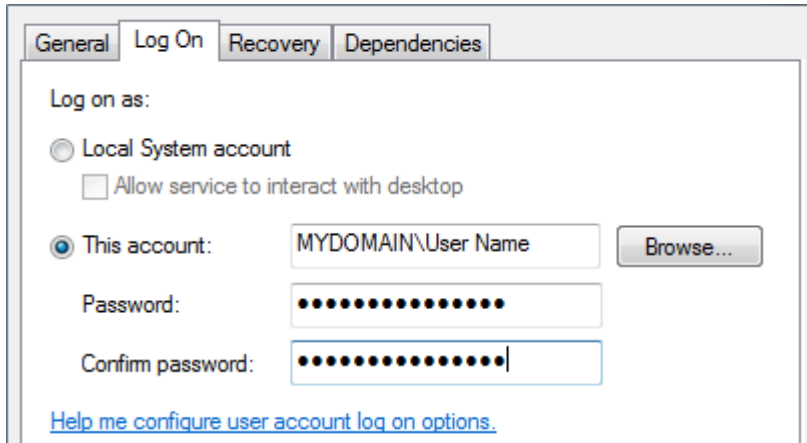 General Log On Recovery Dependencies
Log on as:
Local System account
Allow service to interact with desktop
This account: MYDOMAIN\User Name Browse...
Password: ●●●●●●●●●●●●●●●
Confirm password: ●●●●●●●●●●●●●●●
Help me configure user account log on options.